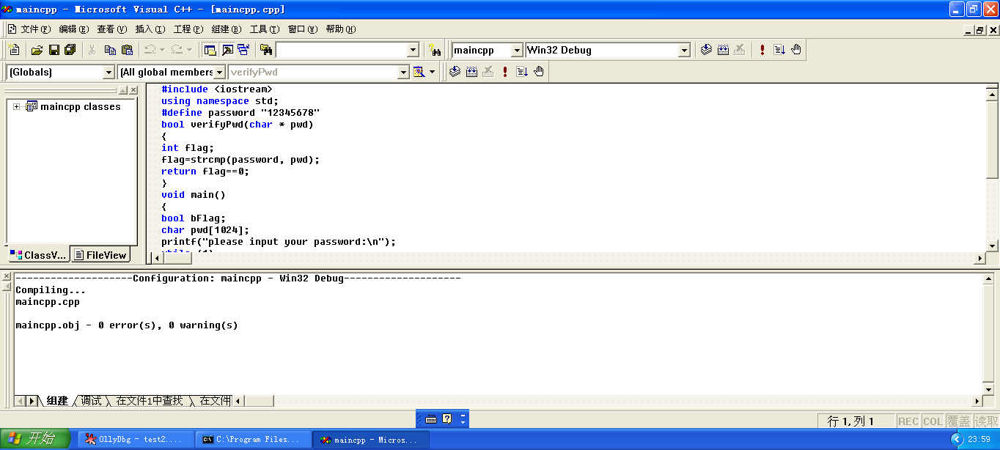 maincpp - Microsoft Visual C++ - [maincpp.cpp]
文件(F) 编辑(E) 查看(V) 插入(I) 工程(P) 组建(B) 工具(T) 窗口(W) 帮助(H)
maincpp Win32 Debug
(Globals) (All global members verifyPwd
maincpp classes
ClassV... FileView
#include <iostream>
using namespace std;
#define password "12345678"
bool verifyPwd(char * pwd)
{
int flag;
flag=strcmp(password, pwd);
return flag==0;
}
void main()
{
bool bFlag;
char pwd[1024];
printf("please input your password:\n");
while (1)
--------------------Configuration: maincpp - Win32 Debug--------------------
Compiling...
maincpp.cpp
maincpp.obj - 0 error(s), 0 warning(s)
组建 调试 在文件1中查找 在文件
行 1,列 1 REC COL 覆盖 读取
开始 OllyDbg - test2.... C:\Program Files... maincpp - Micros... 23:59